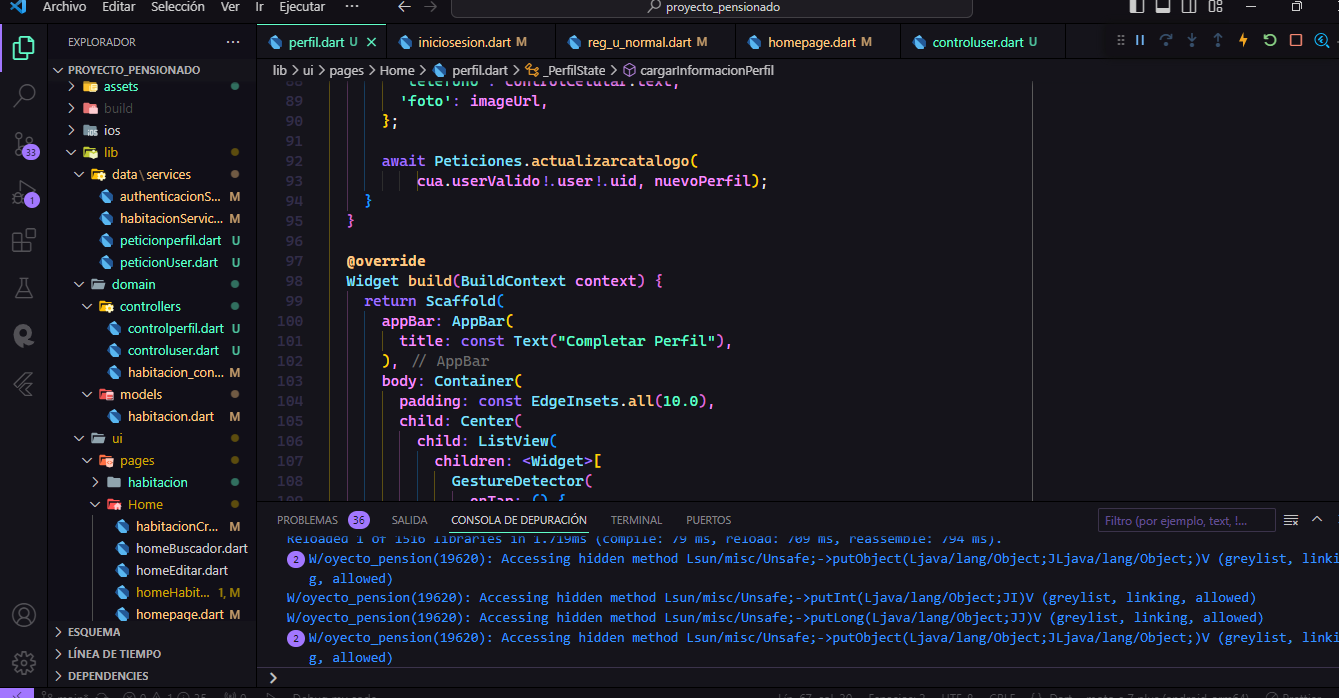 Archivo Editar Selección Ver Ir Ejecutar ··· proyecto_pensionado
EXPLORADOR ···
PROYECTO_PENSIONADO
assets
build
ios
lib
data\services
authenticacionS... M
habitacionServic... M
peticionperfil.dart U
peticionUser.dart U
domain
controllers
controlperfil.dart U
controluser.dart U
habitacion_con... M
models
habitacion.dart M
ui
pages
habitacion
Home
habitacionCr... M
homeBuscador.dart
homeEditar.dart
homeHabit... 1, M
homepage.dart M
ESQUEMA
LÍNEA DE TIEMPO
DEPENDENCIES
33
1
perfil.dart U iniciosesion.dart M reg_u_normal.dart M homepage.dart M controluser.dart U
lib > ui > pages > Home > perfil.dart > _PerfilState > cargarInformacionPerfil
88 'telefono': controlCelular.text,
89 'foto': imageUrl,
90 };
91
92 await Peticiones.actualizarcatalogo(
93 cua.userValido!.user!.uid, nuevoPerfil);
94 }
95 }
96
97 @override
98 Widget build(BuildContext context) {
99 return Scaffold(
100 appBar: AppBar(
101 title: const Text("Completar Perfil"),
102 ), // AppBar
103 body: Container(
104 padding: const EdgeInsets.all(10.0),
105 child: Center(
106 child: ListView(
107 children: <Widget>[
108 GestureDetector(
109 onTap: () {
PROBLEMAS 36 SALIDA CONSOLA DE DEPURACIÓN TERMINAL PUERTOS Filtro (por ejemplo, text, !...
Reloaded 1 of 1516 libraries in 1.719ms (compile: 79 ms, reload: 709 ms, reassemble: 794 ms).
2 W/oyecto_pension(19620): Accessing hidden method Lsun/misc/Unsafe;->putObject(Ljava/lang/Object;JLjava/lang/Object;)V (greylist, linkin
g, allowed)
W/oyecto_pension(19620): Accessing hidden method Lsun/misc/Unsafe;->putInt(Ljava/lang/Object;JI)V (greylist, linking, allowed)
W/oyecto_pension(19620): Accessing hidden method Lsun/misc/Unsafe;->putLong(Ljava/lang/Object;JJ)V (greylist, linking, allowed)
2 W/oyecto_pension(19620): Accessing hidden method Lsun/misc/Unsafe;->putObject(Ljava/lang/Object;JLjava/lang/Object;)V (greylist, linkin
g, allowed)